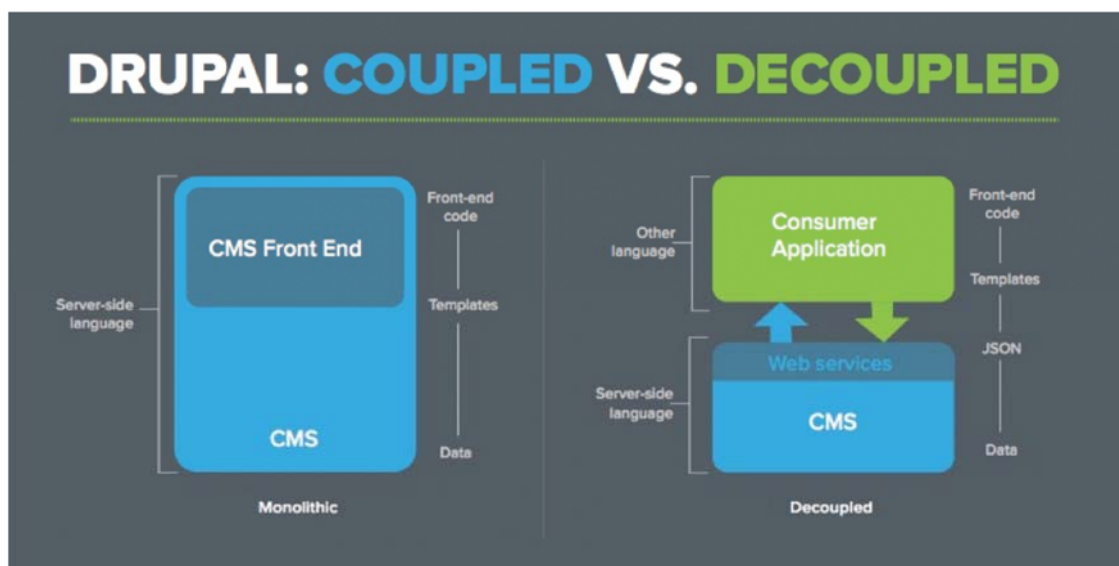 DRUPAL: COUPLED VS. DECOUPLED
Server-side
language
CMS Front End
CMS
Front-end
code
Templates
Data
Monolithic
Other
language
Server-side
language
Consumer
Application
Web services
CMS
Front-end
code
Templates
JSON
Data
Decoupled